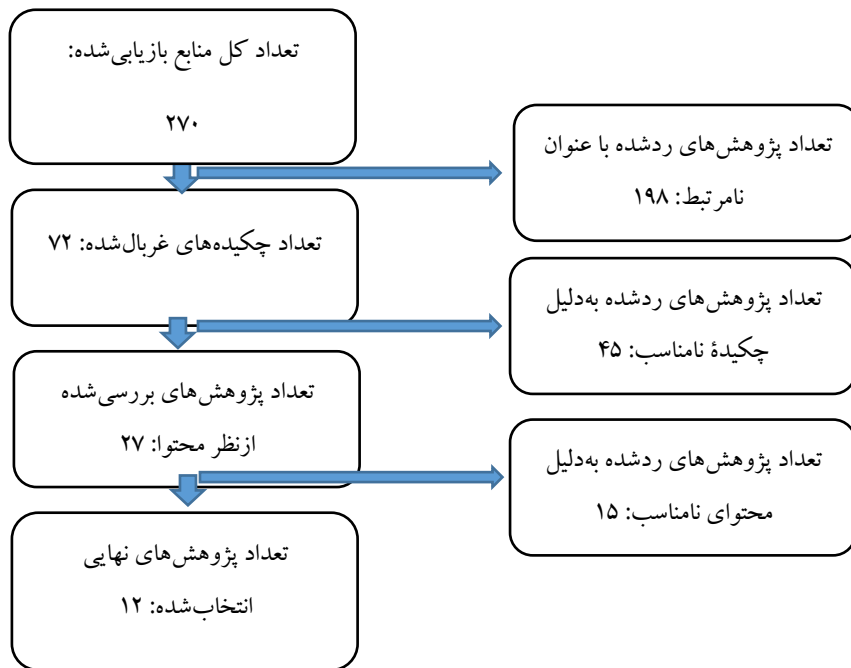 تعداد کل منابع بازیابی‌شده:
۲۷۰
تعداد پژوهش‌های ردشده با عنوان
نامرتبط: ۱۹۸
تعداد چکیده‌های غربال‌شده: ۷۲
تعداد پژوهش‌های ردشده به‌دلیل
چکیدهٔ نامناسب: ۴۵
تعداد پژوهش‌های بررسی‌شده
ازنظر محتوا: ۲۷
تعداد پژوهش‌های ردشده به‌دلیل
محتوای نامناسب: ۱۵
تعداد پژوهش‌های نهایی
انتخاب‌شده: ۱۲